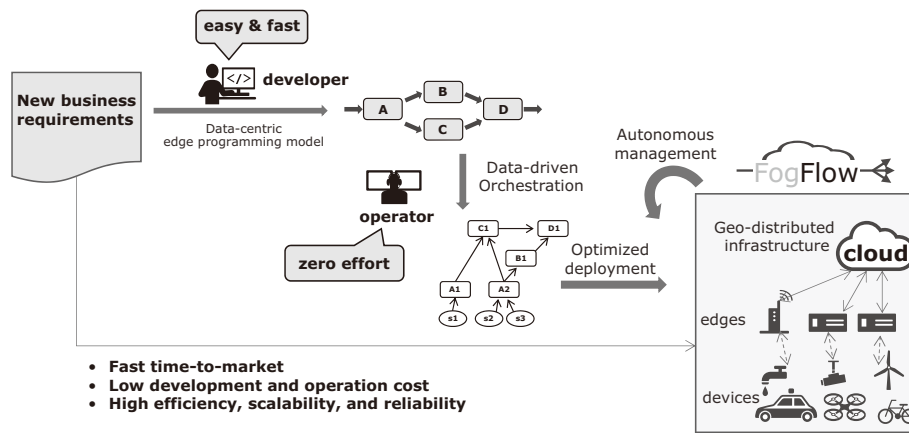 easy & fast
</>
developer
New business
requirements
Data-centric
edge programming model
A
B
C
D
Data-driven
Orchestration
operator
zero effort
C1
D1
B1
A1
A2
s1
s2
s3
Optimized
deployment
Autonomous
management
FogFlow
Geo-distributed
infrastructure
cloud
edges
devices
• Fast time-to-market
• Low development and operation cost
• High efficiency, scalability, and reliability